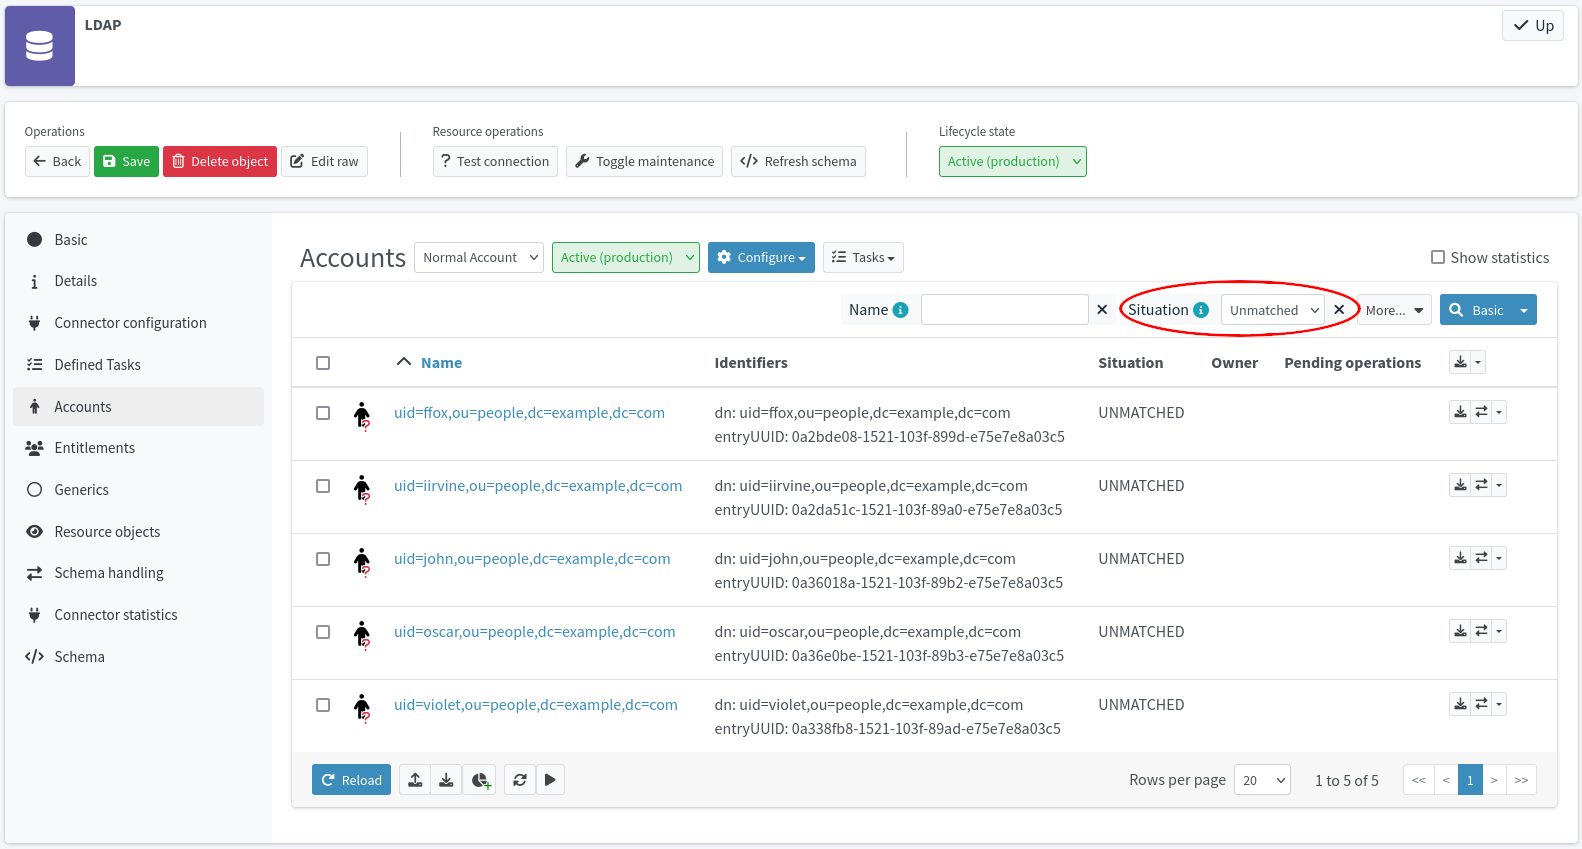 LDAP
Up
Operations
Resource operations
Lifecycle state
Back
Save
Delete object
Edit raw
? Test connection
Toggle maintenance
Refresh schema
Active (production)
Basic
Details
Connector configuration
Defined Tasks
Accounts
Entitlements
Generics
Resource objects
Schema handling
Connector statistics
Schema
Accounts
Normal Account
Active (production)
Configure
Tasks
Show statistics
Name
Situation
Unmatched
More...
Basic
Name Identifiers Situation Owner Pending operations
uid=ffox,ou=people,dc=example,dc=com dn: uid=ffox,ou=people,dc=example,dc=com UNMATCHED
entryUUID: 0a2bde08-1521-103f-899d-e75e7e8a03c5
uid=iirvine,ou=people,dc=example,dc=com dn: uid=iirvine,ou=people,dc=example,dc=com UNMATCHED
entryUUID: 0a2da51c-1521-103f-89a0-e75e7e8a03c5
uid=john,ou=people,dc=example,dc=com dn: uid=john,ou=people,dc=example,dc=com UNMATCHED
entryUUID: 0a36018a-1521-103f-89b2-e75e7e8a03c5
uid=oscar,ou=people,dc=example,dc=com dn: uid=oscar,ou=people,dc=example,dc=com UNMATCHED
entryUUID: 0a36e0be-1521-103f-89b3-e75e7e8a03c5
uid=violet,ou=people,dc=example,dc=com dn: uid=violet,ou=people,dc=example,dc=com UNMATCHED
entryUUID: 0a338fb8-1521-103f-89ad-e75e7e8a03c5
Reload
Rows per page 20
1 to 5 of 5
<< < 1 > >>